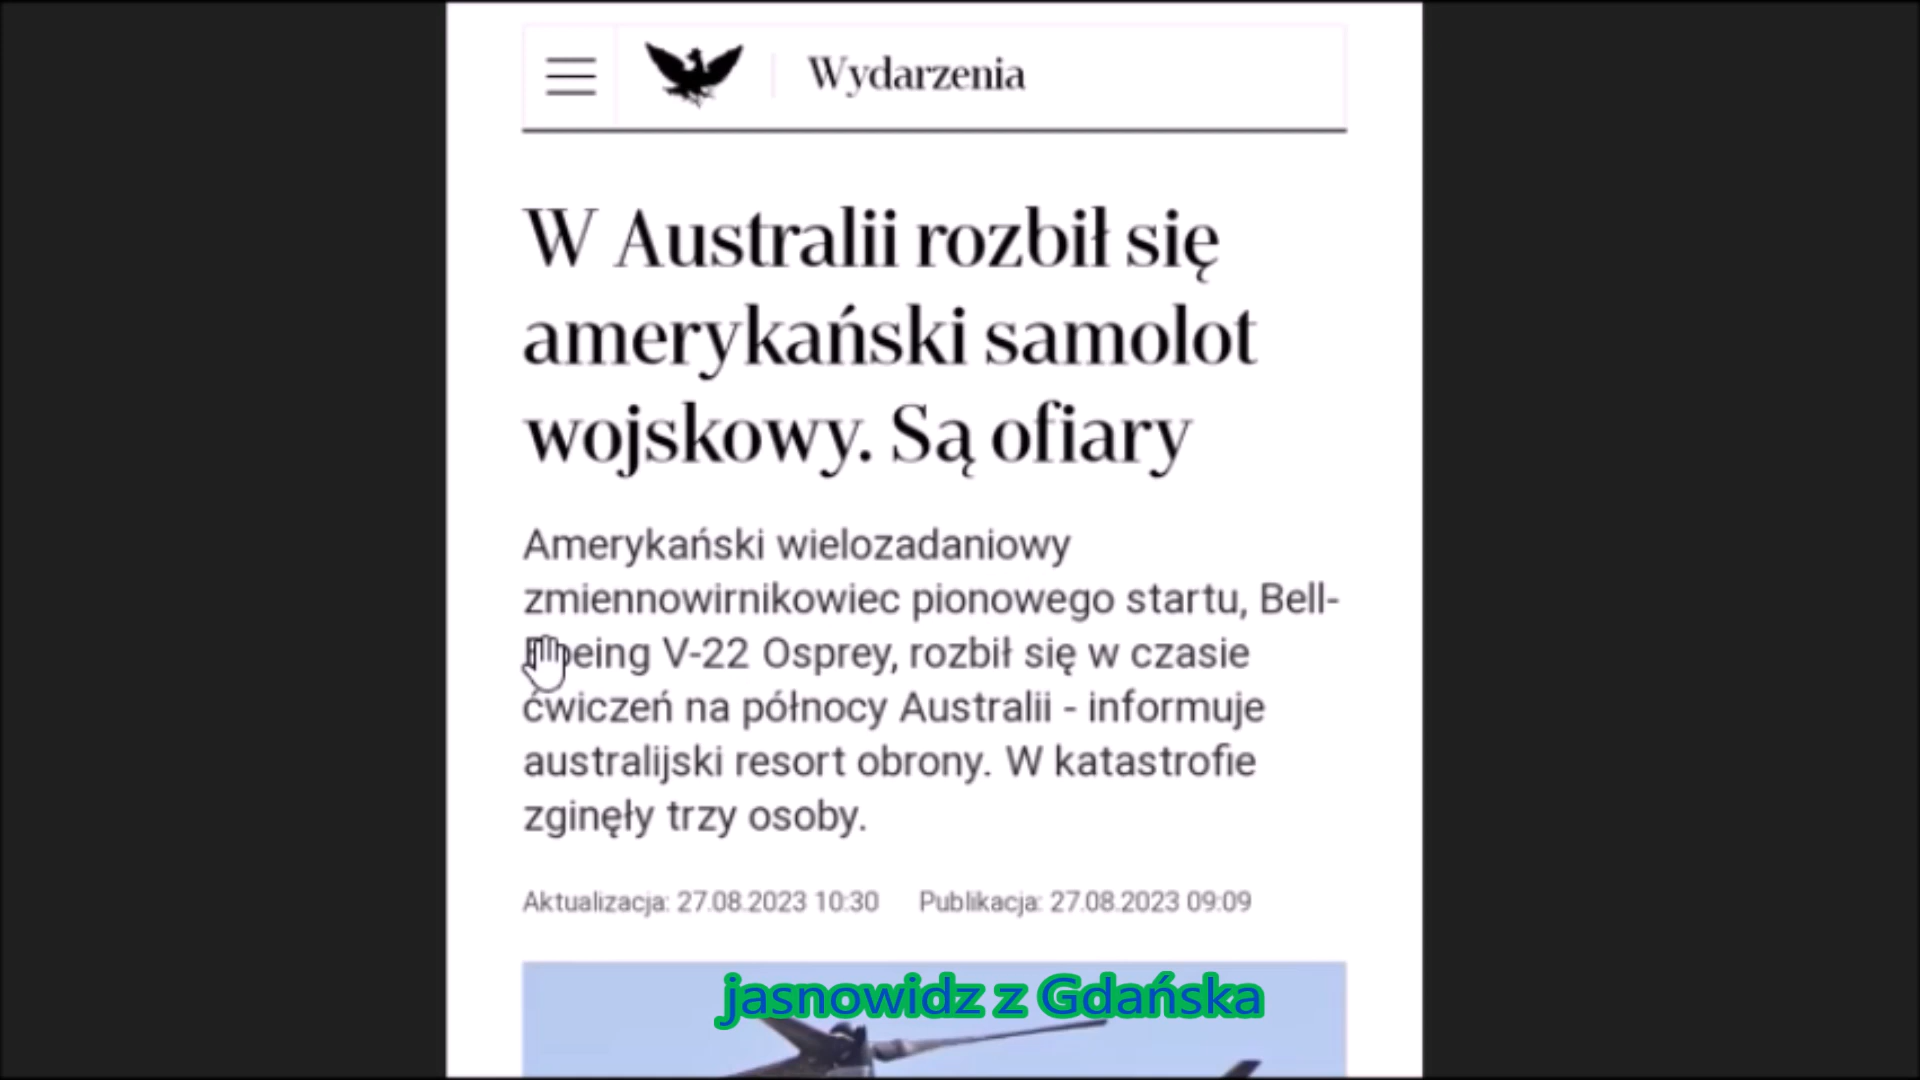 Wydarzenia
W Australii rozbił się
amerykański samolot
wojskowy. Są ofiary
Amerykański wielozadaniowy
zmiennowirnikowiec pionowego startu, Bell-
Boeing V-22 Osprey, rozbił się w czasie
ćwiczeń na północy Australii - informuje
australijski resort obrony. W katastrofie
zginęły trzy osoby.
Aktualizacja: 27.08.2023 10:30 Publikacja: 27.08.2023 09:09
jasnowidz z Gdańska